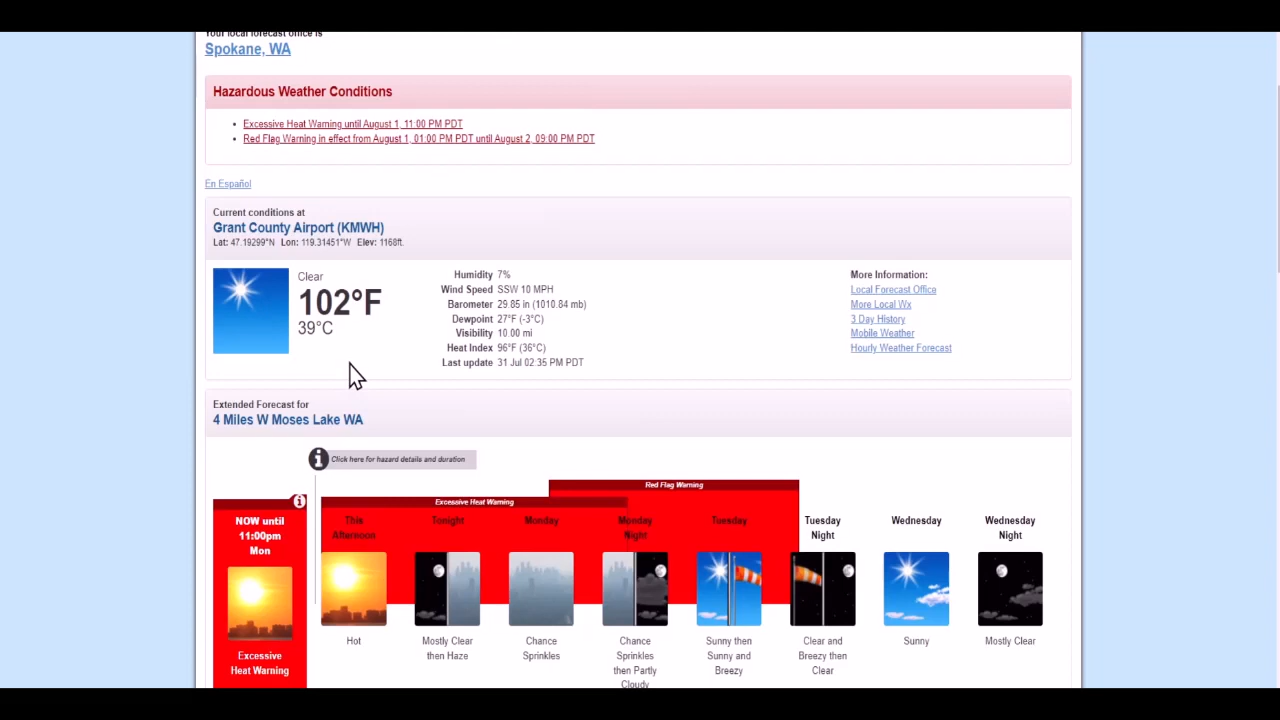 Your local forecast office is
Spokane, WA
Hazardous Weather Conditions
Excessive Heat Warning until August 1, 11:00 PM PDT
Red Flag Warning in effect from August 1, 01:00 PM PDT until August 2, 09:00 PM PDT
En Español
Current conditions at
Grant County Airport (KMWH)
Lat: 47.19299°N Lon: 119.31451°W Elev: 1168ft.
Clear
102°F
39°C
Humidity 7%
Wind Speed SSW 10 MPH
Barometer 29.85 in (1010.84 mb)
Dewpoint 27°F (-3°C)
Visibility 10.00 mi
Heat Index 96°F (36°C)
Last update 31 Jul 02:35 PM PDT
More Information:
Local Forecast Office
More Local Wx
3 Day History
Mobile Weather
Hourly Weather Forecast
Extended Forecast for
4 Miles W Moses Lake WA
Click here for hazard details and duration
Red Flag Warning
Excessive Heat Warning
NOW until
11:00pm
Mon
Excessive
Heat Warning
This
Afternoon
Hot
Tonight
Mostly Clear
then Haze
Monday
Chance
Sprinkles
Monday
Night
Chance
Sprinkles
then Partly
Cloudy
Tuesday
Sunny then
Sunny and
Breezy
Tuesday
Night
Clear and
Breezy then
Clear
Wednesday
Sunny
Wednesday
Night
Mostly Clear